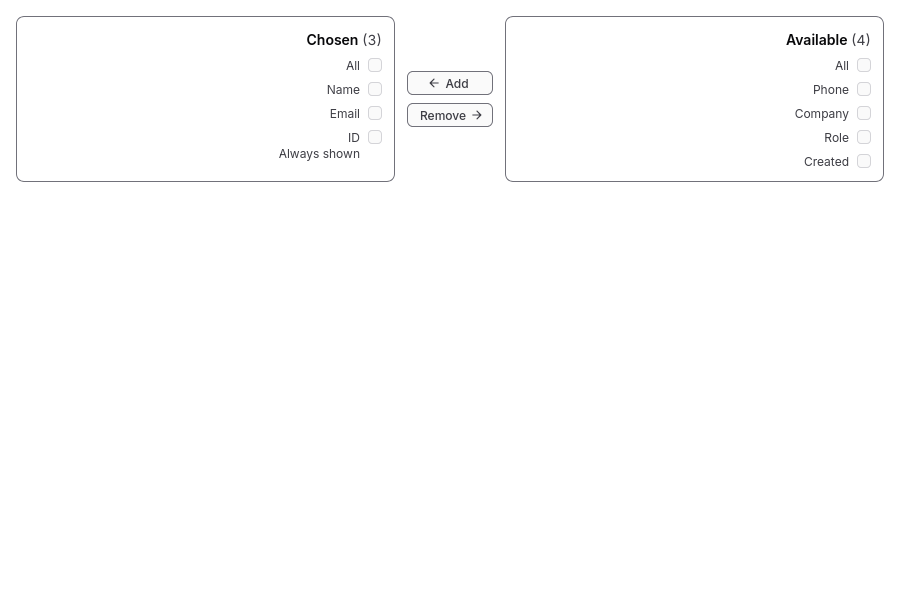 Chosen (3)
All
Name
Email
ID
Always shown
← Add
Remove →
Available (4)
All
Phone
Company
Role
Created